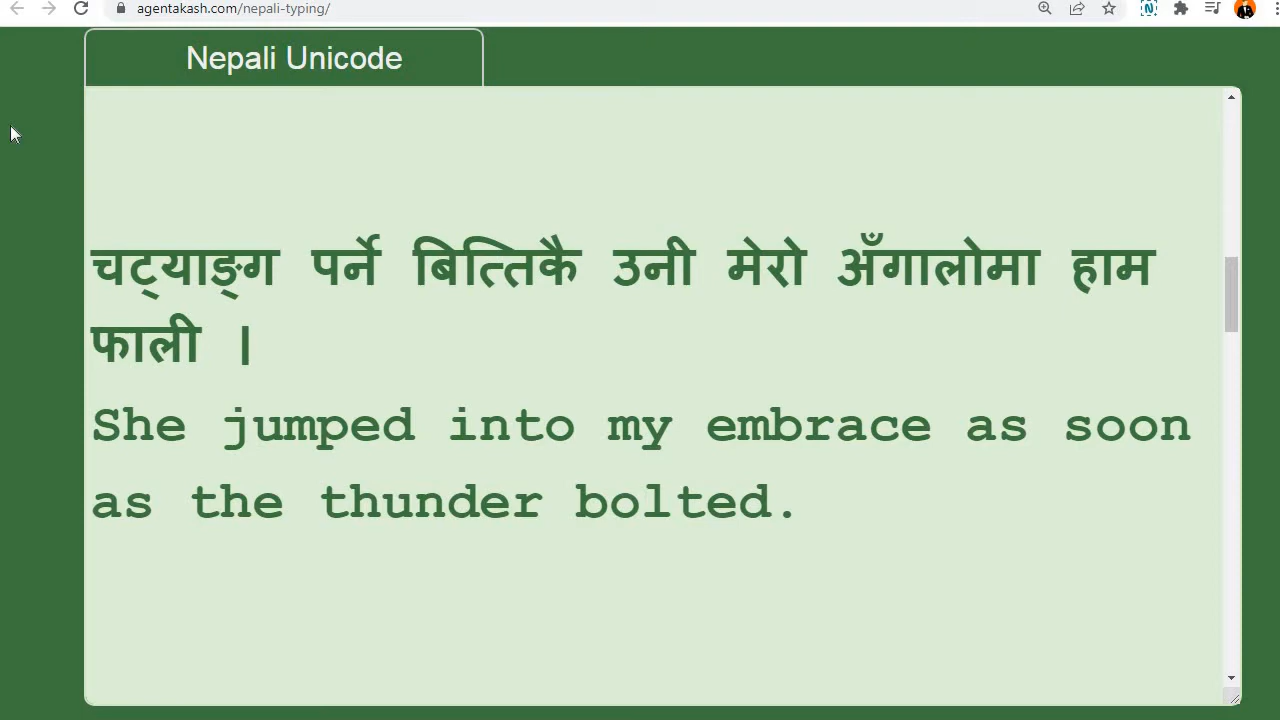 agentakash.com/nepali-typing/
Nepali Unicode
चट्याङ्ग पर्ने बित्तिकै उनी मेरो अँगालोमा हाम
फाली |
She jumped into my embrace as soon
as the thunder bolted.